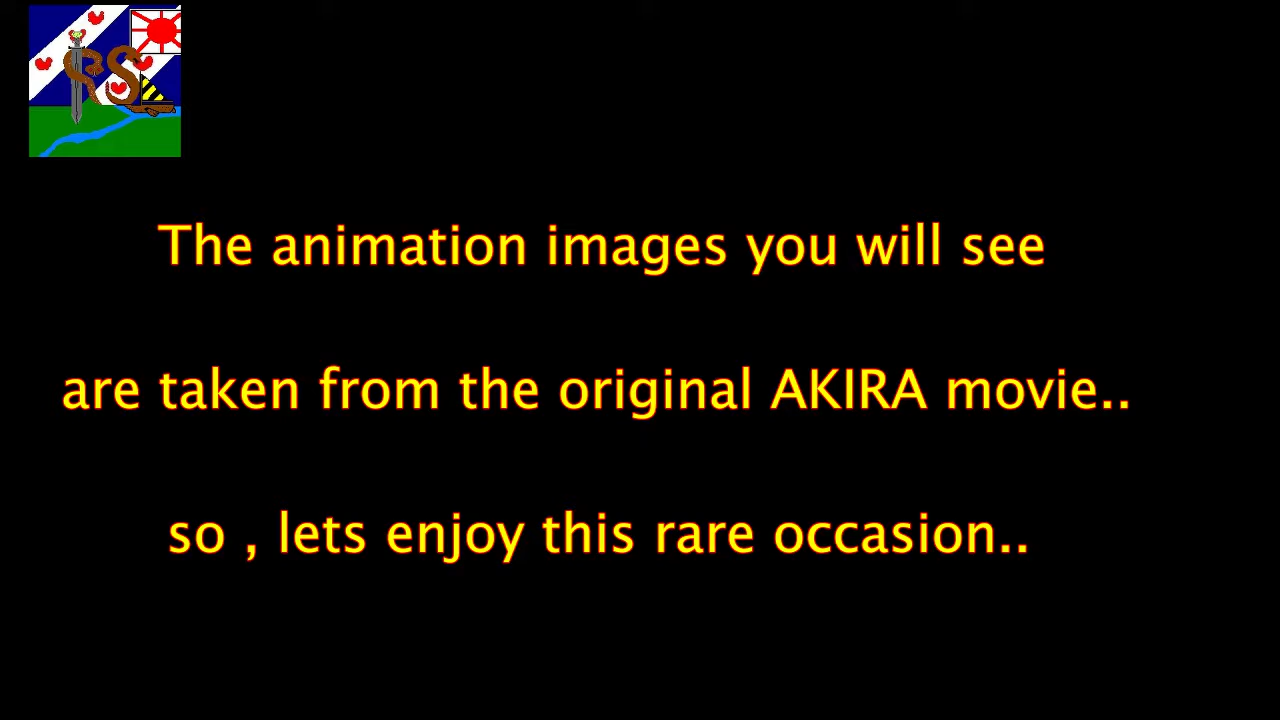 RS
The animation images you will see
are taken from the original AKIRA movie..
so , lets enjoy this rare occasion..